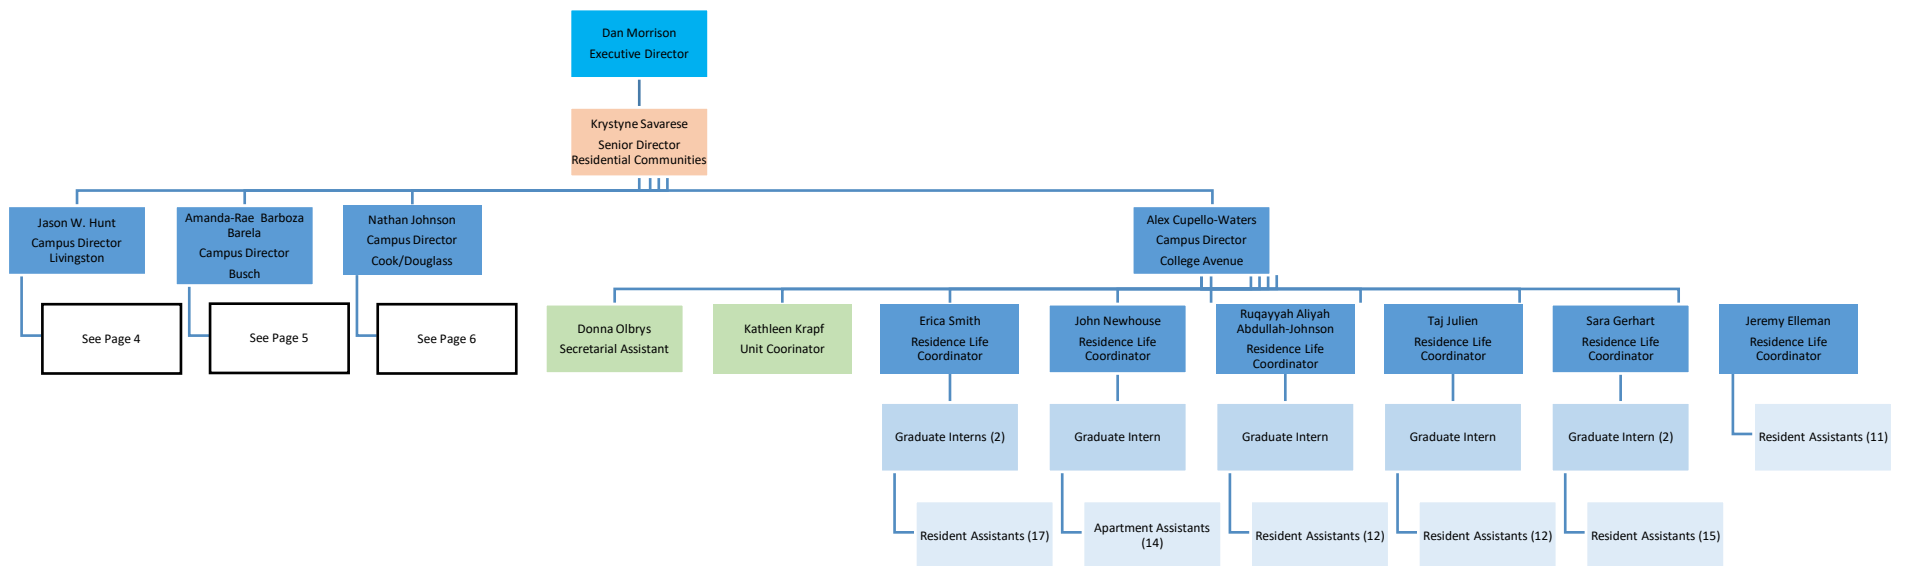 Dan Morrison
Executive Director
Krystyne Savarese
Senior Director
Residential Communities
Jason W. Hunt
Campus Director
Livingston
Amanda-Rae Barboza
Barela
Campus Director
Busch
Nathan Johnson
Campus Director
Cook/Douglass
Alex Cupello-Waters
Campus Director
College Avenue
See Page 4
See Page 5
See Page 6
Donna Olbrys
Secretarial Assistant
Kathleen Krapf
Unit Coorinator
Erica Smith
Residence Life
Coordinator
John Newhouse
Residence Life
Coordinator
Ruqayyah Aliyah
Abdullah-Johnson
Residence Life
Coordinator
Taj Julien
Residence Life
Coordinator
Sara Gerhart
Residence Life
Coordinator
Jeremy Elleman
Residence Life
Coordinator
Graduate Interns (2)
Graduate Intern
Graduate Intern
Graduate Intern
Graduate Intern (2)
Resident Assistants (11)
Resident Assistants (17)
Apartment Assistants
(14)
Resident Assistants (12)
Resident Assistants (12)
Resident Assistants (15)